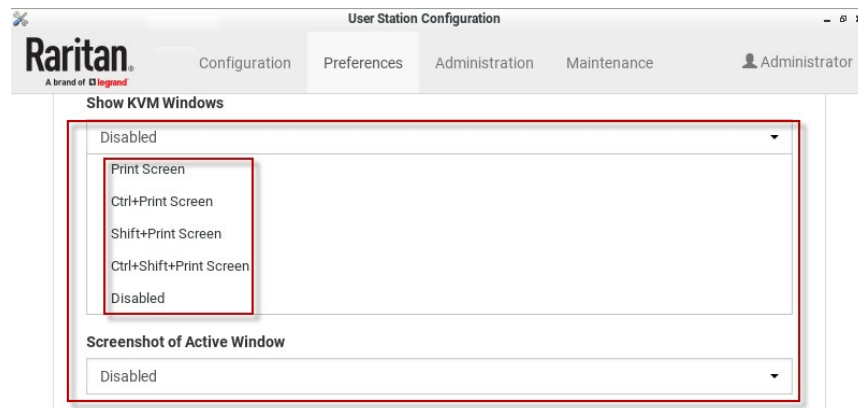 User Station Configuration
Raritan.
A brand of legrand
Configuration Preferences Administration Maintenance Administrator
Show KVM Windows
Disabled
Print Screen
Ctrl+Print Screen
Shift+Print Screen
Ctrl+Shift+Print Screen
Disabled
Screenshot of Active Window
Disabled